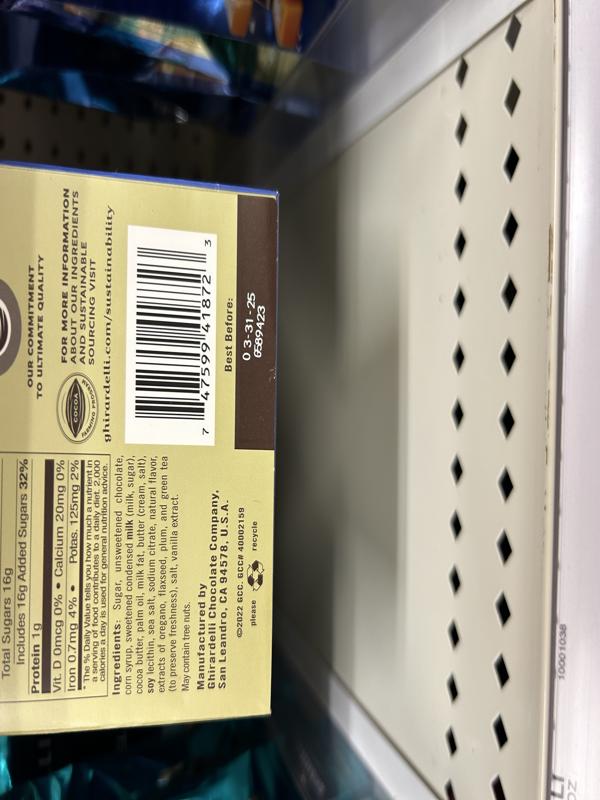 Total Sugars 16g
Includes 16g Added Sugars 32%
Protein 1g
Vit. D 0mcg 0% • Calcium 20mg 0%
Iron 0.7mg 4% • Potas. 125mg 2%
* The % Daily Value tells you how much a nutrient in
a serving of food contributes to a daily diet. 2,000
calories a day is used for general nutrition advice.
Ingredients: Sugar, unsweetened chocolate,
corn syrup, sweetened condensed milk (milk, sugar),
cocoa butter, palm oil, milk fat, butter (cream, salt),
soy lecithin, sea salt, sodium citrate, natural flavor,
extracts of oregano, flaxseed, plum, and green tea
(to preserve freshness), salt, vanilla extract.
May contain tree nuts.
Manufactured by
Ghirardelli Chocolate Company,
San Leandro, CA 94578. U.S.A.
©2022 GCC. GCC# 40002159
please recycle
OUR COMMITMENT
TO ULTIMATE QUALITY
COCOA
FOR MORE INFORMATION
ABOUT OUR INGREDIENTS
AND SUSTAINABLE
SOURCING VISIT
ghirardelli.com/sustainability
7 47599 41872 3
Best Before:
03-31-25
0589423
10001038